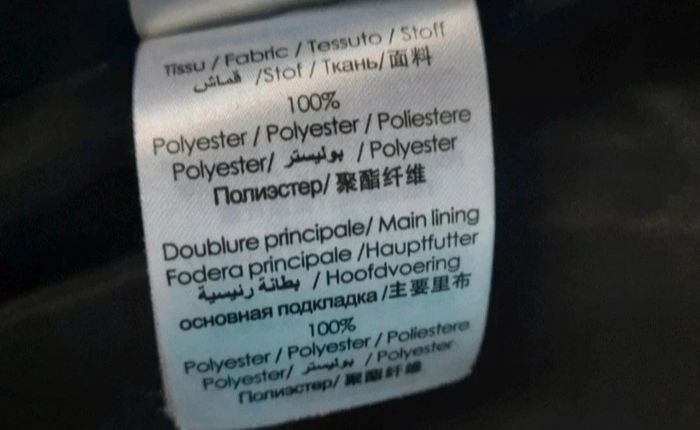 Tissu / Fabric / Tessuto / Stoff
قماش /Stof / Ткань/面料
100%
Polyester / Polyester / Poliestere
Polyester/ بوليستر / Polyester
Полиэстер/ 聚酯纤维
Doublure principale/ Main lining
Fodera principale /Hauptfutter
بطانة رئيسية / Hoofdvoering
основная подкладка /主要里布
100%
Polyester / Polyester / Poliestere
Polyester/ بوليستر / Polyester
Полиэстер/ 聚酯纤维